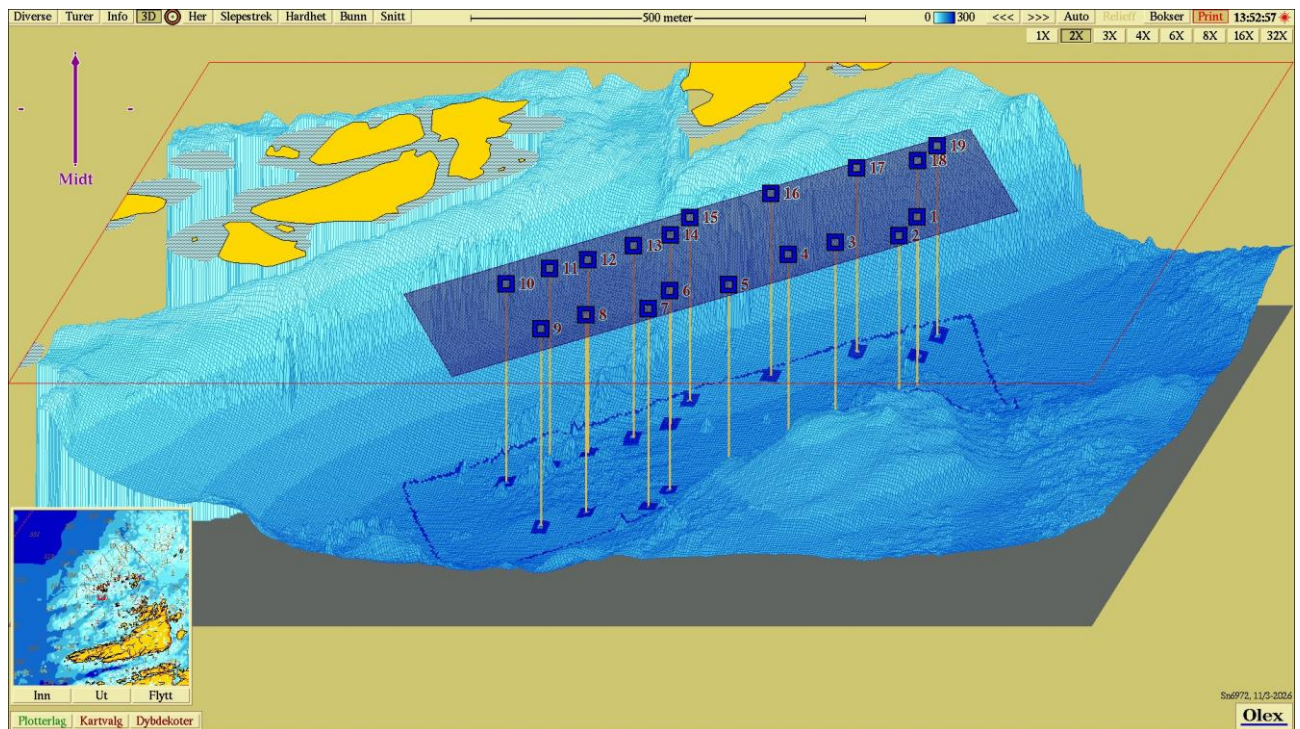 Diverse Turer Info 3D Her Slepestrek Hardhet Bunn Snitt 500 meter 0 300 <<< >>> Auto Relieff Bokser Print 13:52:57
1X 2X 3X 4X 6X 8X 16X 32X
Midt
19
18
17
16
15
1
14
2
13
3
12
4
11
10
5
6
7
8
9
Inn Ut Flytt
Sn6972, 11/3-2026
Plotterlag Kartvalg Dybdekoter
Olex